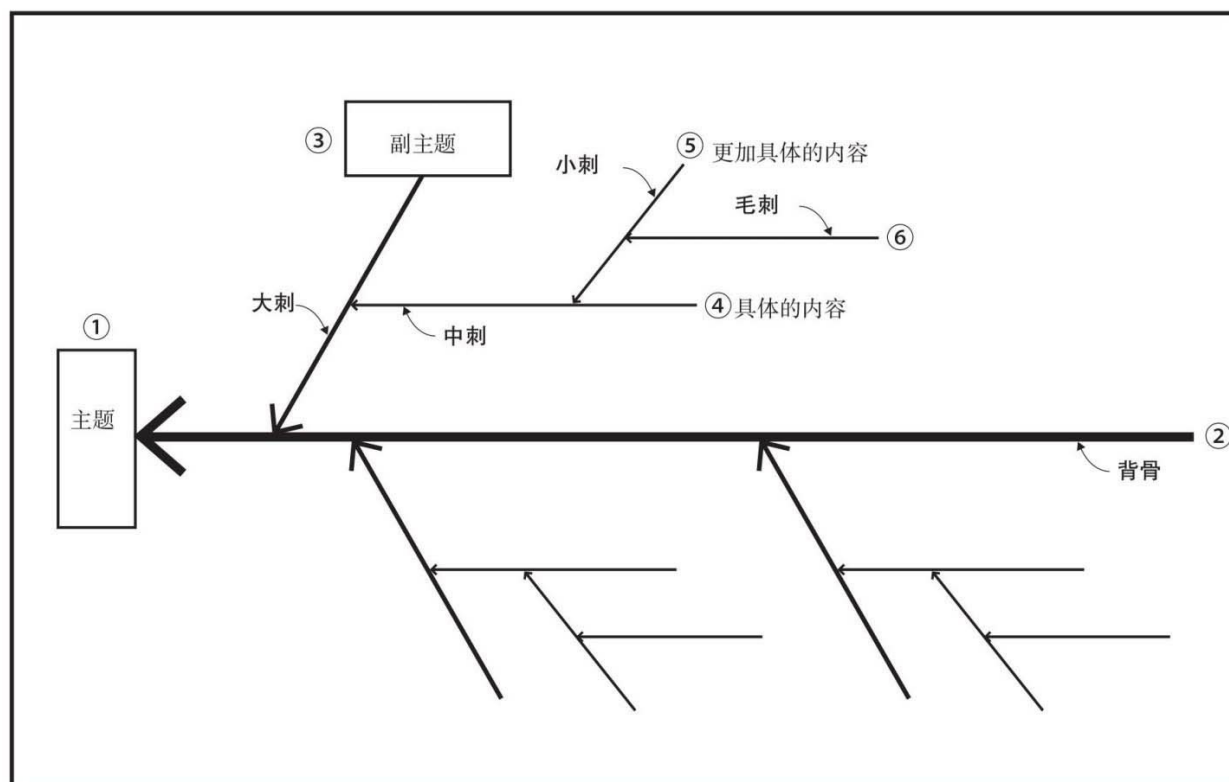 ③
副主题
小刺
⑤ 更加具体的内容
毛刺
⑥
大刺
中刺
④ 具体的内容
①
主题
②
背骨